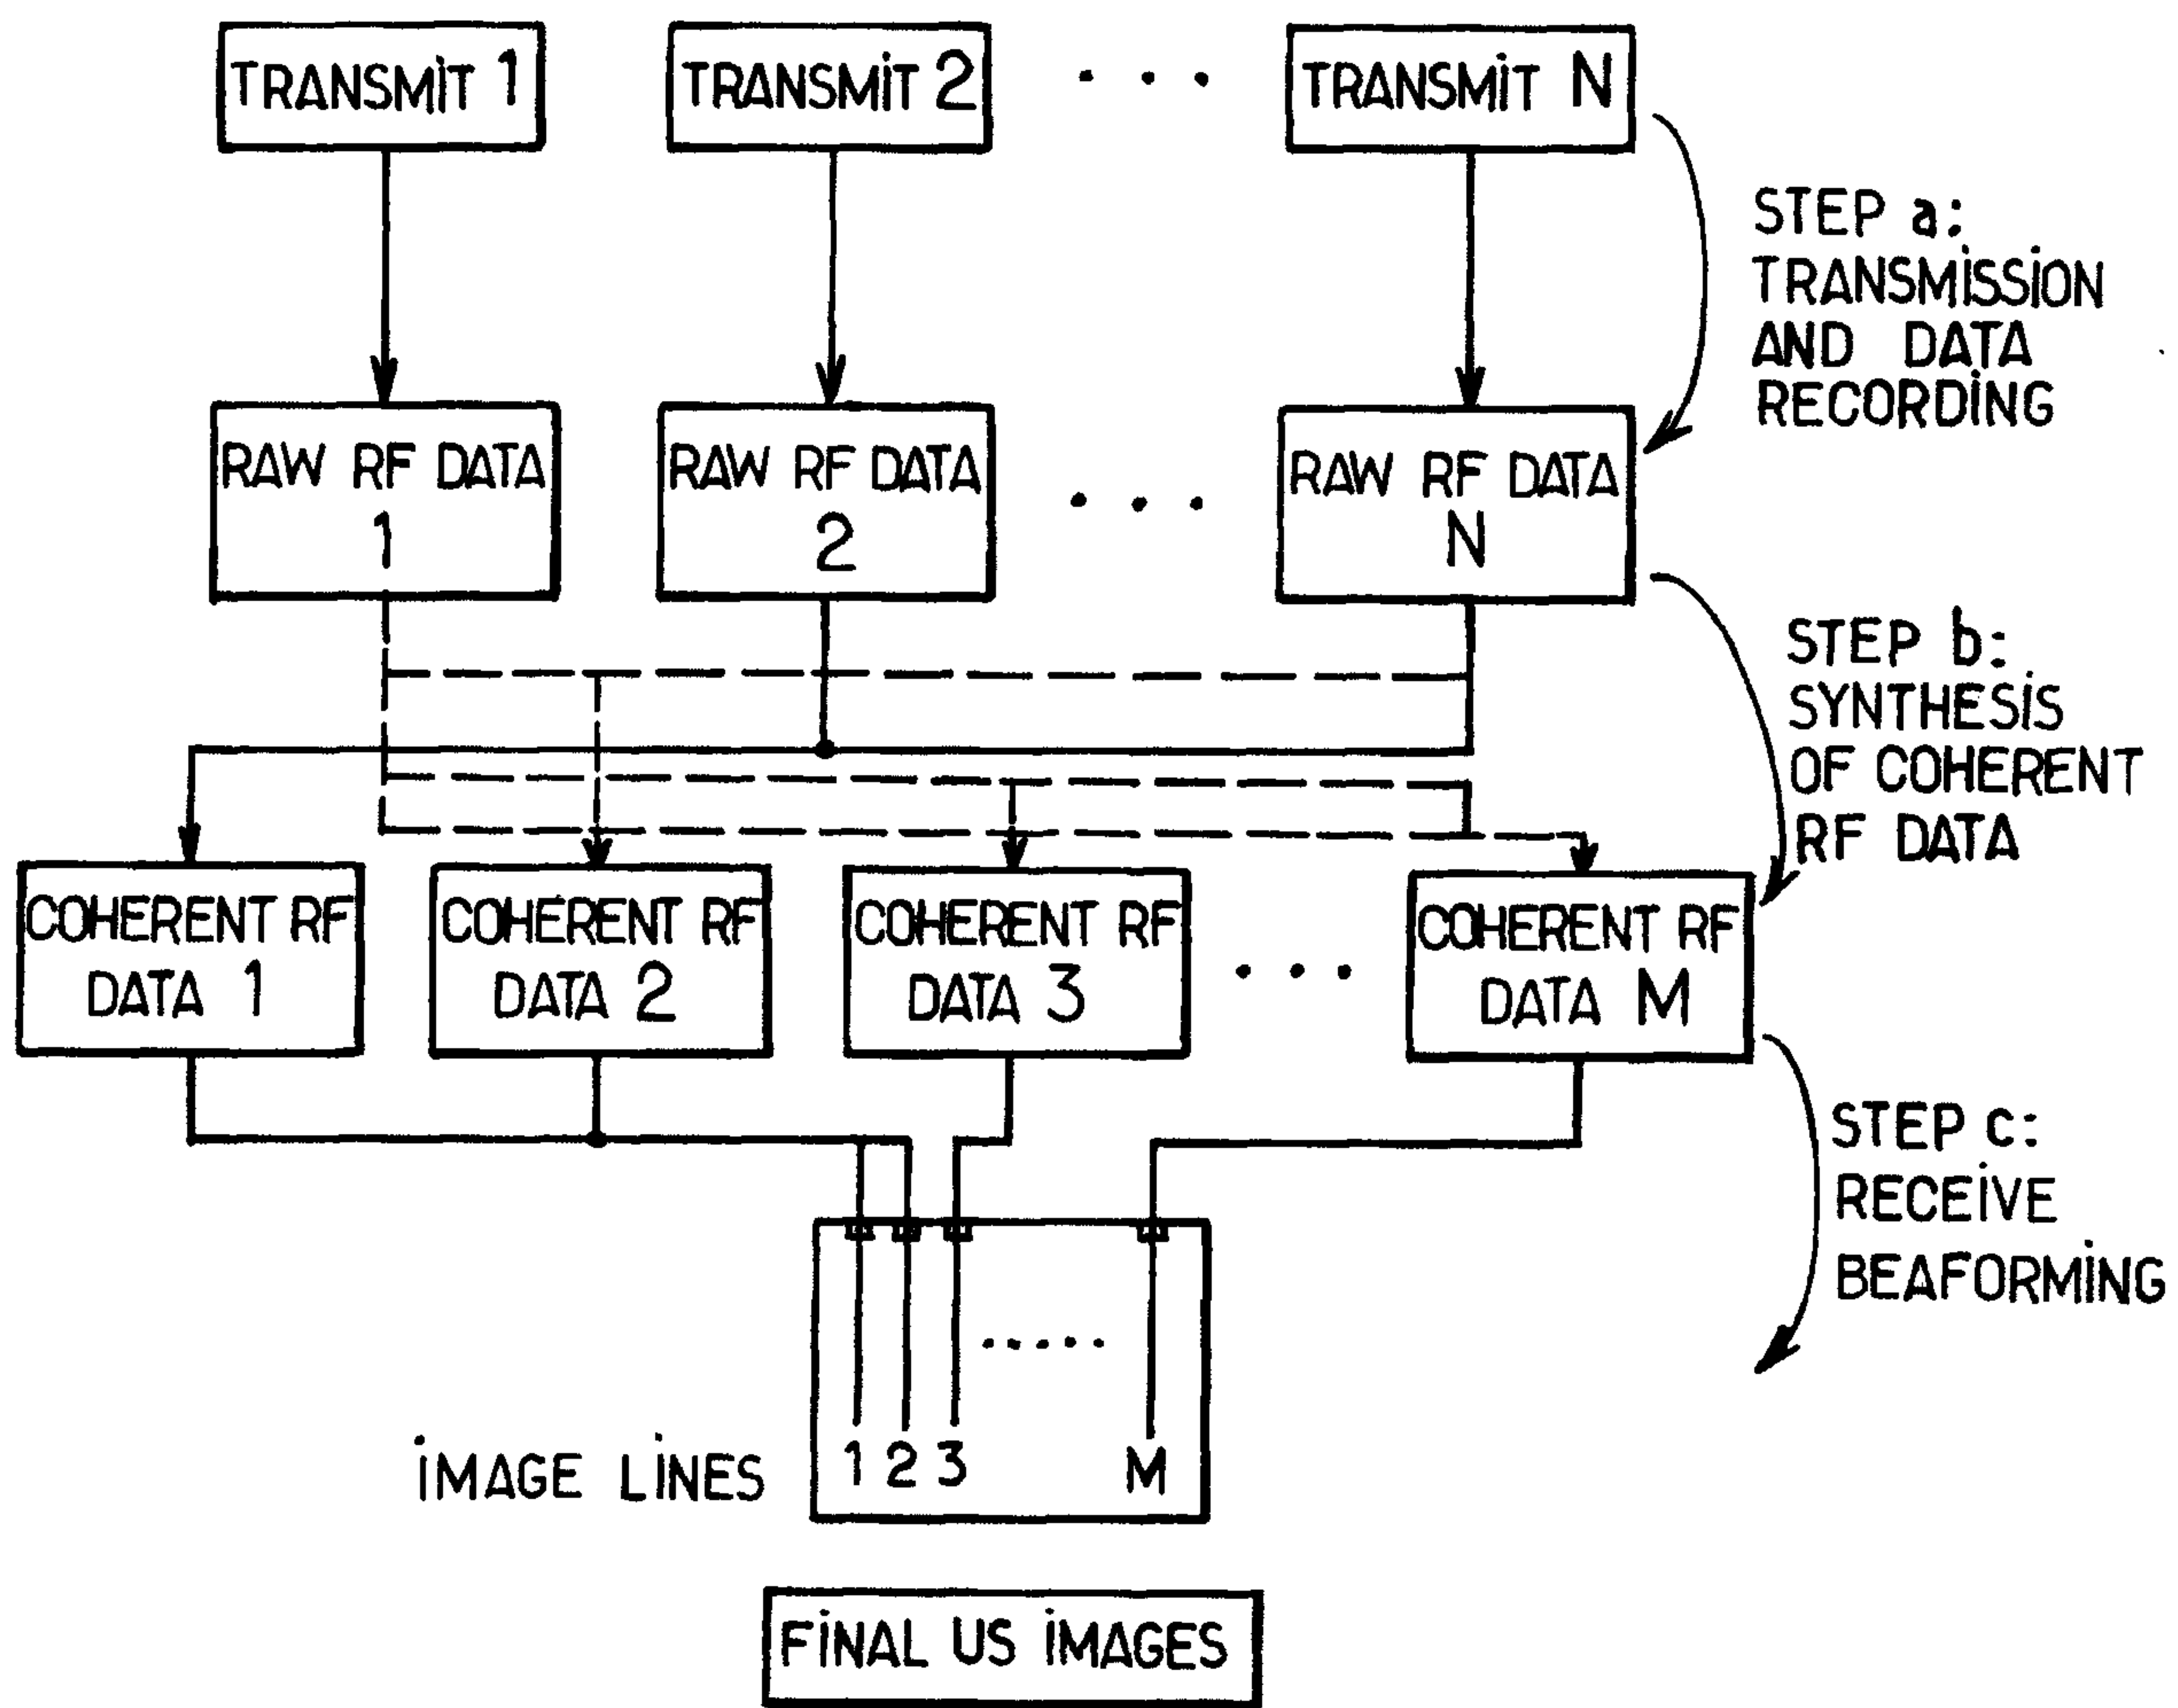 TRANSMIT 1
TRANSMIT 2
TRANSMIT N
STEP a:
TRANSMISSION
AND DATA
RECORDING
RAW RF DATA
1
RAW RF DATA
2
RAW RF DATA
N
STEP b:
SYNTHESIS
OF COHERENT
RF DATA
COHERENT RF
DATA 1
COHERENT RF
DATA 2
COHERENT RF
DATA 3
COHERENT RF
DATA M
STEP c:
RECEIVE
BEAFORMING
IMAGE LINES
1 2 3 M
FINAL US IMAGES